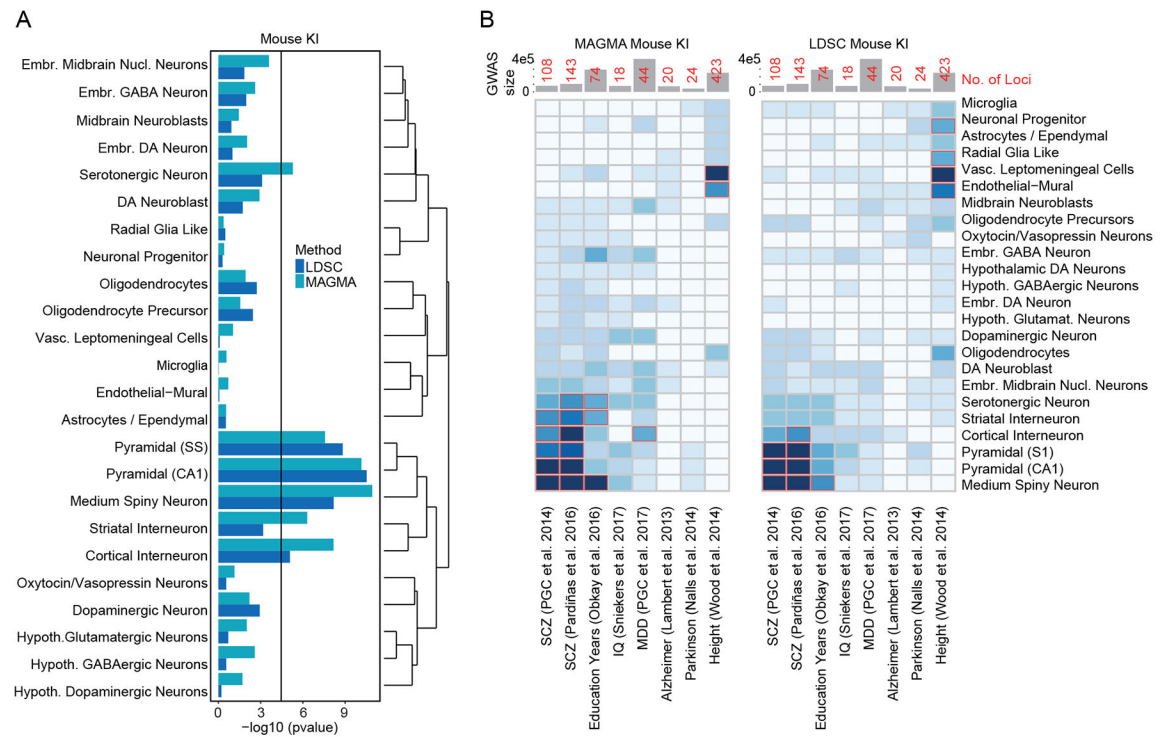 A
Mouse KI
Embr. Midbrain Nucl. Neurons
Embr. GABA Neuron
Midbrain Neuroblasts
Embr. DA Neuron
Serotonergic Neuron
DA Neuroblast
Radial Glia Like
Neuronal Progenitor
Oligodendrocytes
Oligodendrocyte Precursor
Vasc. Leptomeningeal Cells
Microglia
Endothelial−Mural
Astrocytes / Ependymal
Pyramidal (SS)
Pyramidal (CA1)
Medium Spiny Neuron
Striatal Interneuron
Cortical Interneuron
Oxytocin/Vasopressin Neurons
Dopaminergic Neuron
Hypoth.Glutamatergic Neurons
Hypoth. GABAergic Neurons
Hypoth. Dopaminergic Neurons
Method
LDSC
MAGMA
0 3 6 9
−log10 (pvalue)
B
MAGMA Mouse KI
LDSC Mouse KI
GWAS
size
4e5
0
108 143 74 18 44 20 24 423
4e5
0
108 143 74 18 44 20 24 423
No. of Loci
Microglia
Neuronal Progenitor
Astrocytes / Ependymal
Radial Glia Like
Vasc. Leptomeningeal Cells
Endothelial−Mural
Midbrain Neuroblasts
Oligodendrocyte Precursors
Oxytocin/Vasopressin Neurons
Embr. GABA Neuron
Hypothalamic DA Neurons
Hypoth. GABAergic Neurons
Embr. DA Neuron
Hypoth. Glutamat. Neurons
Dopaminergic Neuron
Oligodendrocytes
DA Neuroblast
Embr. Midbrain Nucl. Neurons
Serotonergic Neuron
Striatal Interneuron
Cortical Interneuron
Pyramidal (S1)
Pyramidal (CA1)
Medium Spiny Neuron
SCZ (PGC et al. 2014)
SCZ (Pardiñas et al. 2016)
Education Years (Obkay et al. 2016)
IQ (Sniekers et al. 2017)
MDD (PGC et al. 2017)
Alzheimer (Lambert et al. 2013)
Parkinson (Nalls et al. 2014)
Height (Wood et al. 2014)
SCZ (PGC et al. 2014)
SCZ (Pardiñas et al. 2016)
Education Years (Obkay et al. 2016)
IQ (Sniekers et al. 2017)
MDD (PGC et al. 2017)
Alzheimer (Lambert et al. 2013)
Parkinson (Nalls et al. 2014)
Height (Wood et al. 2014)